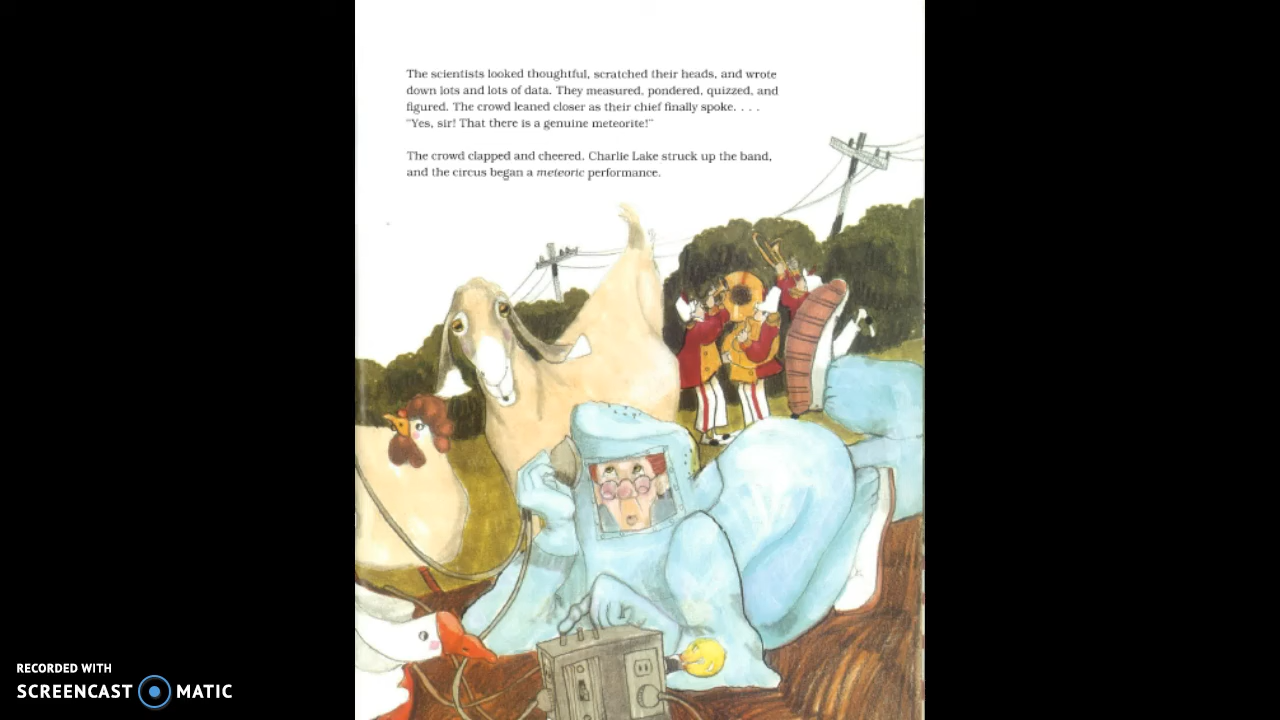 The scientists looked thoughtful, scratched their heads, and wrote
down lots and lots of data. They measured, pondered, quizzed, and
figured. The crowd leaned closer as their chief finally spoke. . . .
"Yes, sir! That there is a genuine meteorite!"
The crowd clapped and cheered. Charlie Lake struck up the band,
and the circus began a meteoric performance.
RECORDED WITH
SCREENCAST MATIC